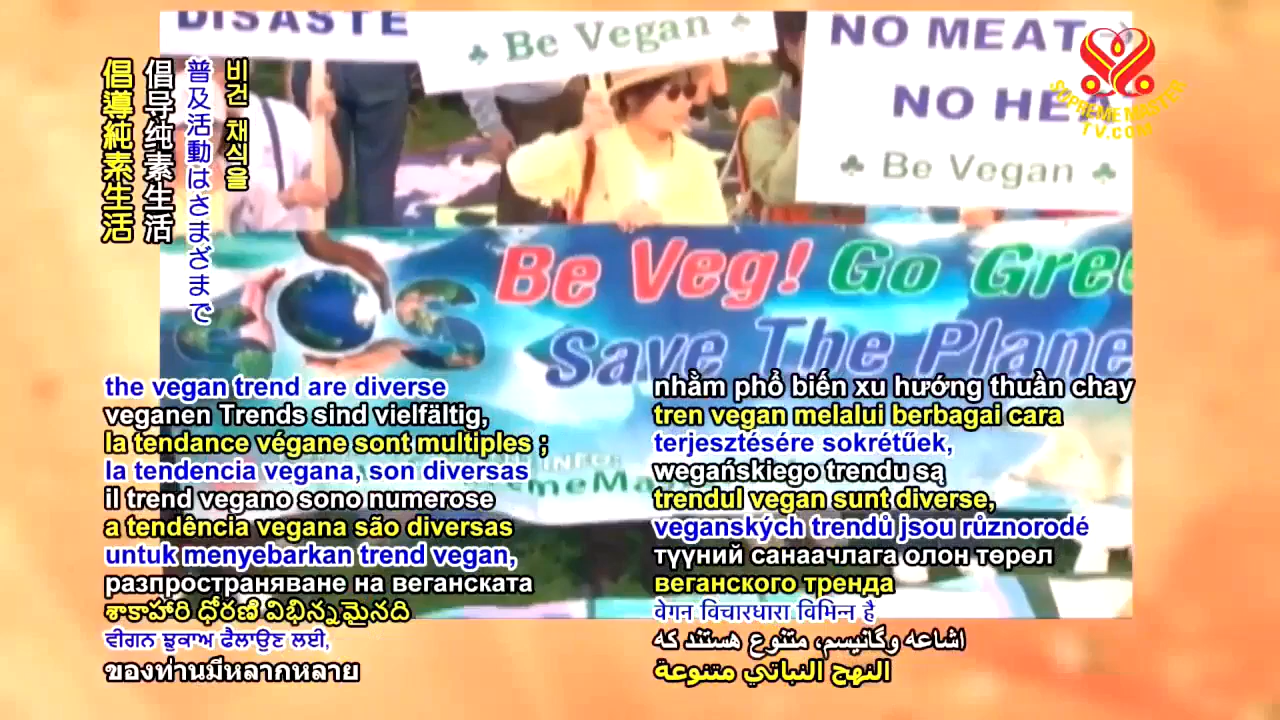 DISASTE
♣ Be Vegan ♣
NO MEAT
NO HE
♣ Be Vegan ♣
SUPREME MASTER
TV.COM
비건 채식을
普及活動はさまざまで
倡导纯素生活
倡導純素生活
SOS
Be Veg! Go Gree
Save The Plane
INFO:
emeMa
the vegan trend are diverse
veganen Trends sind vielfältig,
la tendance végane sont multiples ;
la tendencia vegana, son diversas
il trend vegano sono numerose
a tendência vegana são diversas
untuk menyebarkan trend vegan,
разпространяване на веганската
శాకాహారి ధోరణి విభిన్నమైనది
ਵੀਗਨ ਝੁਕਾਅ ਫੈਲਾਉਣ ਲਈ,
ของท่านมีหลากหลาย
nhằm phổ biến xu hướng thuần chay
tren vegan melalui berbagai cara
terjesztésére sokrétűek,
wegańskiego trendu są
trendul vegan sunt diverse,
veganských trendů jsou různorodé
түүний санаачлага олон төрөл
веганского тренда
वेगन विचारधारा विभिन्न है
اشاعه وگانیسم، متنوع هستند که
النهج النباتي متنوعة